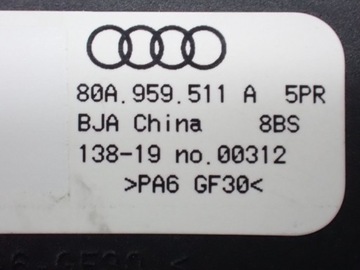 80A.959.511 A 5PR
BJA China 8BS
138-19 no.00312
>PA6 GF30<